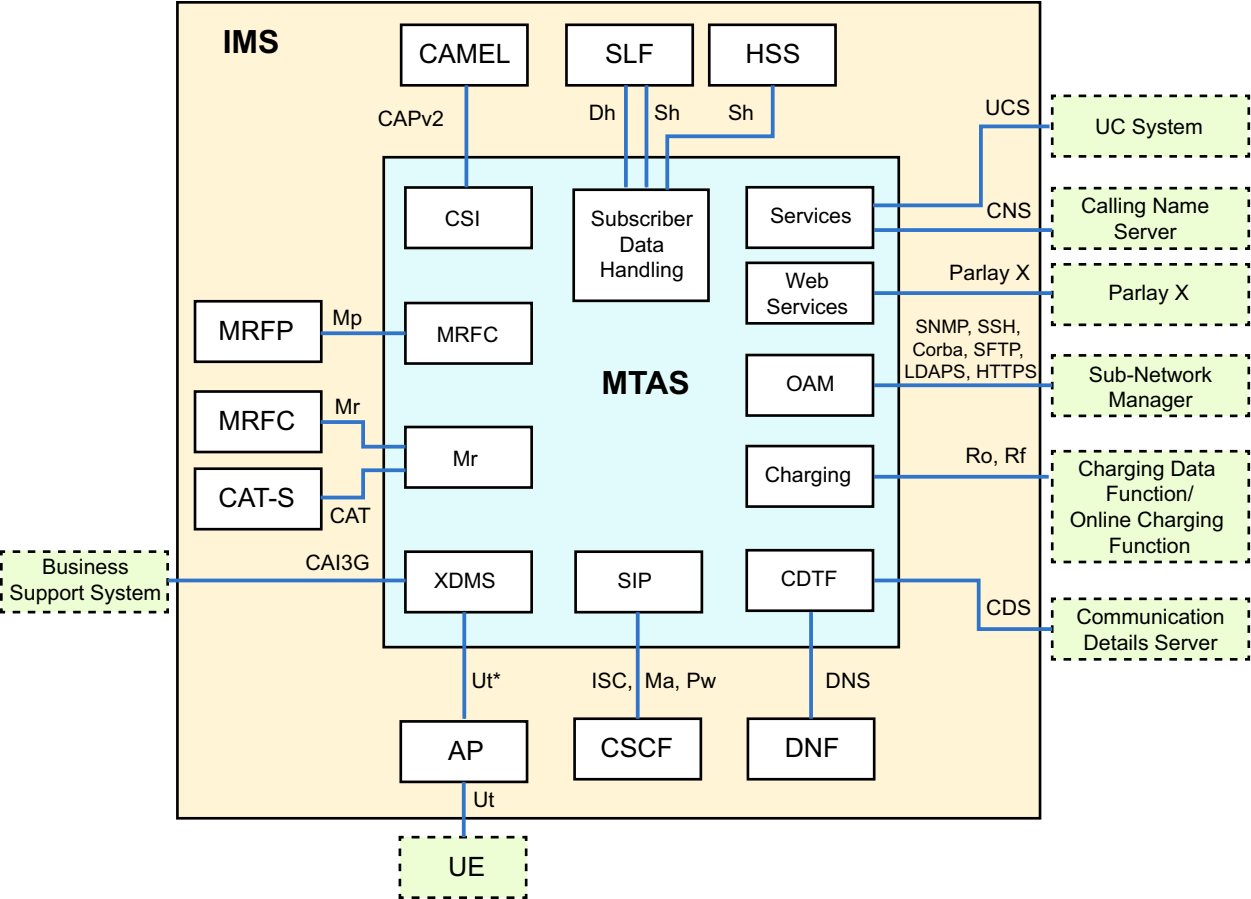 IMS
CAMEL
SLF
HSS
CAPv2
Dh
Sh
Sh
UCS
UC System
CSI
Subscriber
Data
Handling
Services
CNS
Calling Name
Server
Web
Services
Parlay X
Parlay X
MRFP
Mp
MRFC
MTAS
OAM
SNMP, SSH,
Corba, SFTP,
LDAPS, HTTPS
Sub-Network
Manager
MRFC
Mr
Mr
CAT-S
CAT
Charging
Ro, Rf
Charging Data
Function/
Online Charging
Function
Business
Support System
CAI3G
XDMS
SIP
CDTF
CDS
Communication
Details Server
Ut*
ISC, Ma, Pw
DNS
AP
CSCF
DNF
Ut
UE